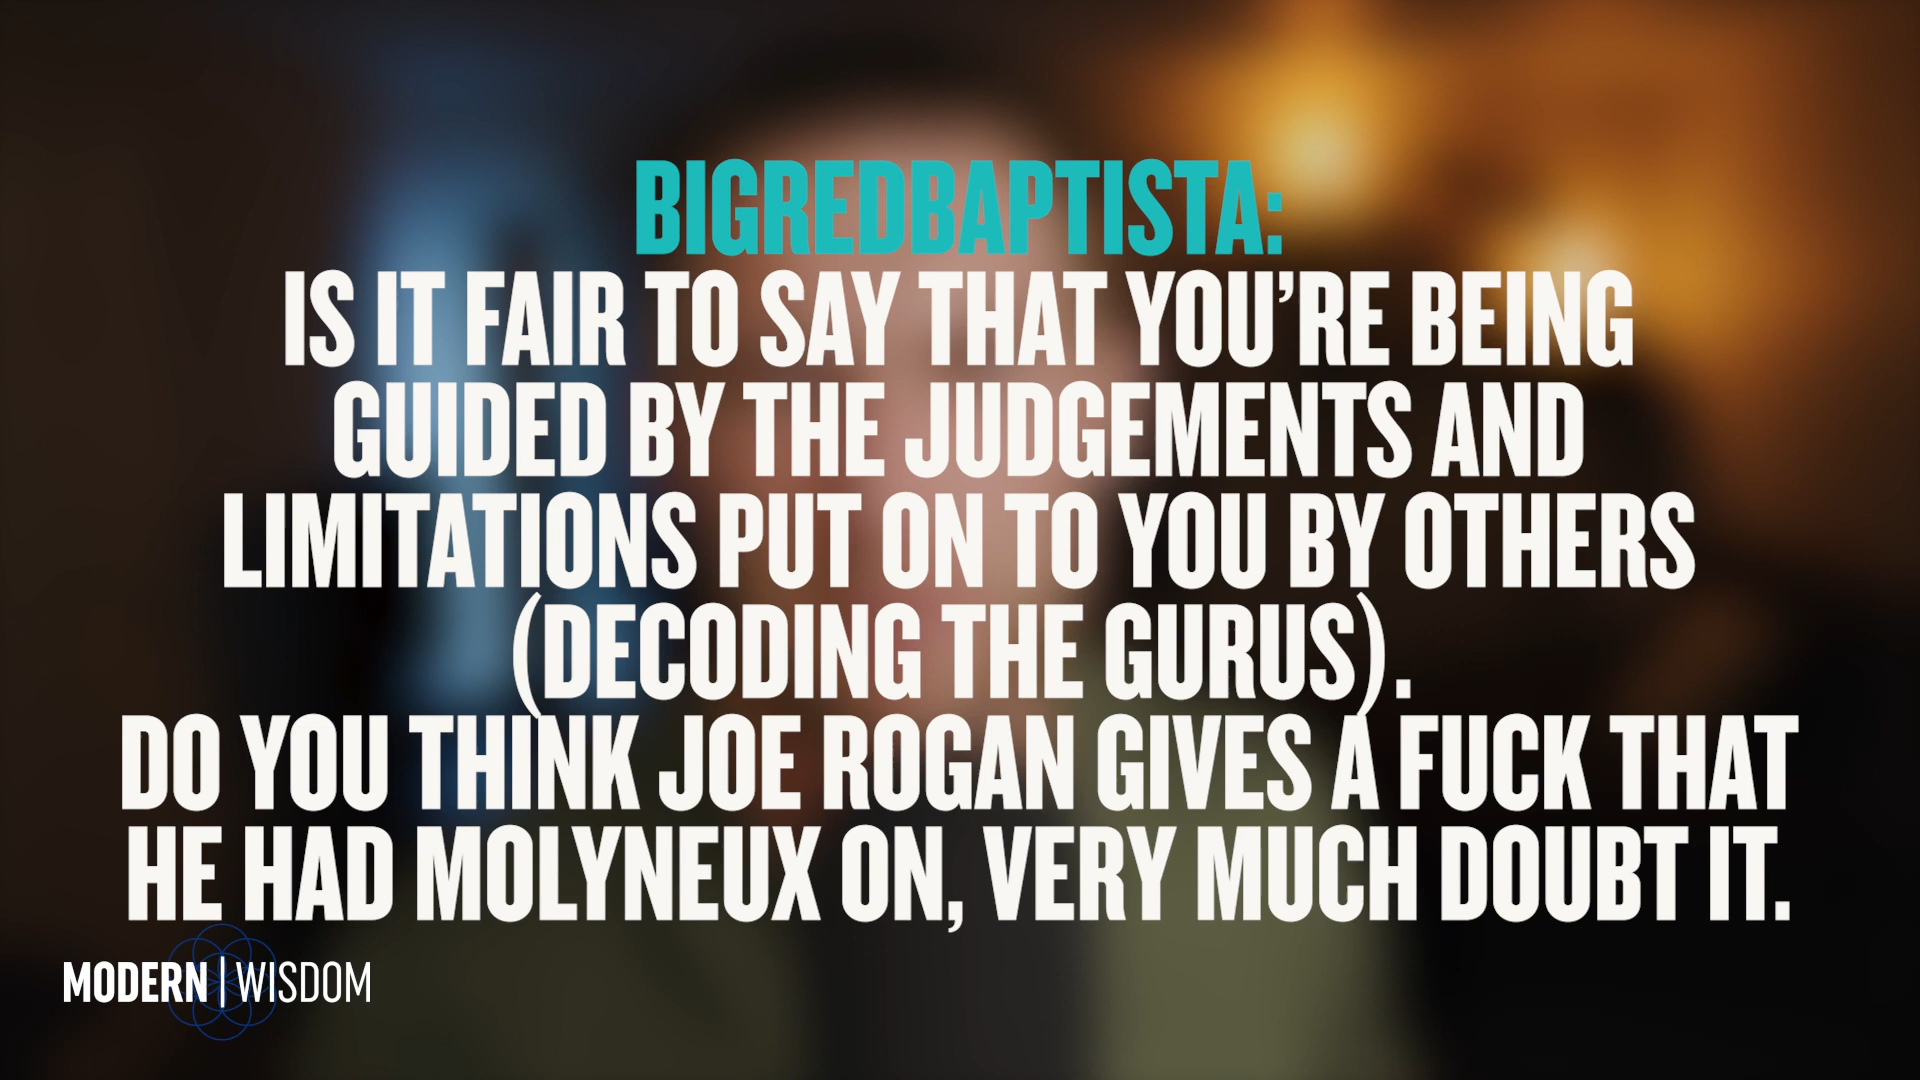 BIGREDBAPTISTA:
IS IT FAIR TO SAY THAT YOU'RE BEING
GUIDED BY THE JUDGEMENTS AND
LIMITATIONS PUT ON TO YOU BY OTHERS
(DECODING THE GURUS).
DO YOU THINK JOE ROGAN GIVES A FUCK THAT
HE HAD MOLYNEUX ON, VERY MUCH DOUBT IT.
MODERN|WISDOM